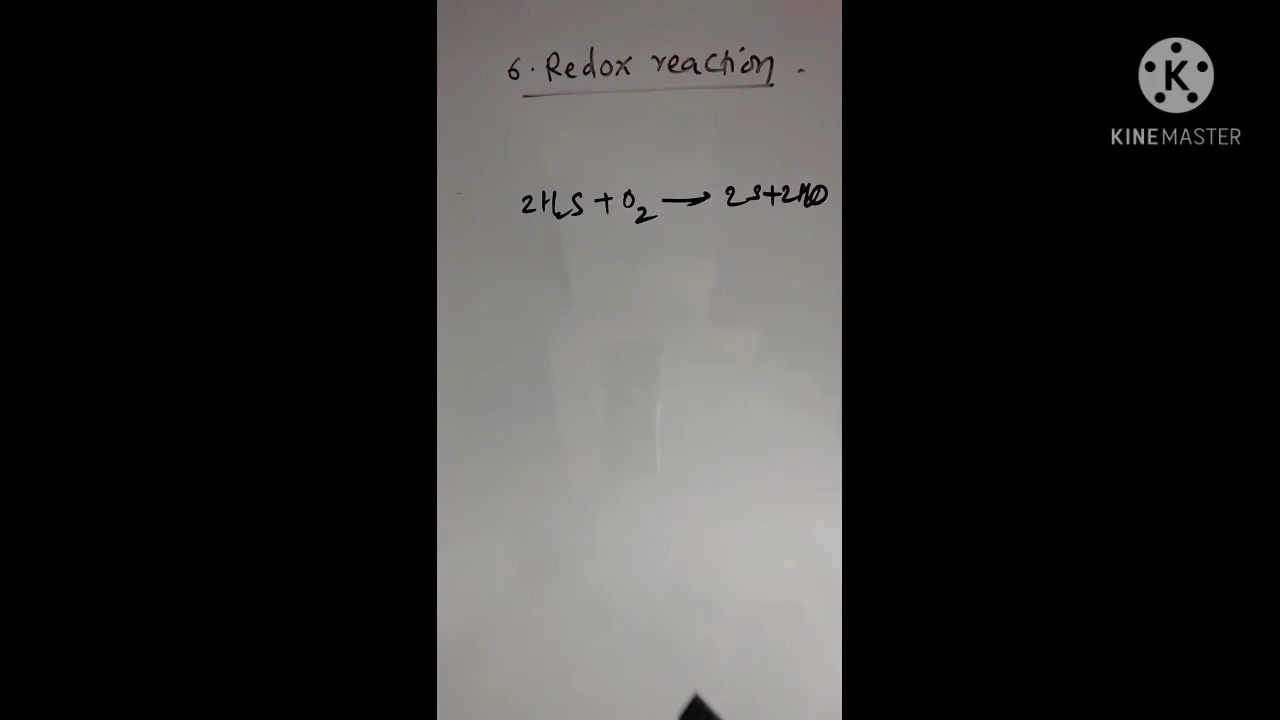 6. Redox reaction.
2H₂S + O₂ → 2S+2H₂O
K
KINEMASTER